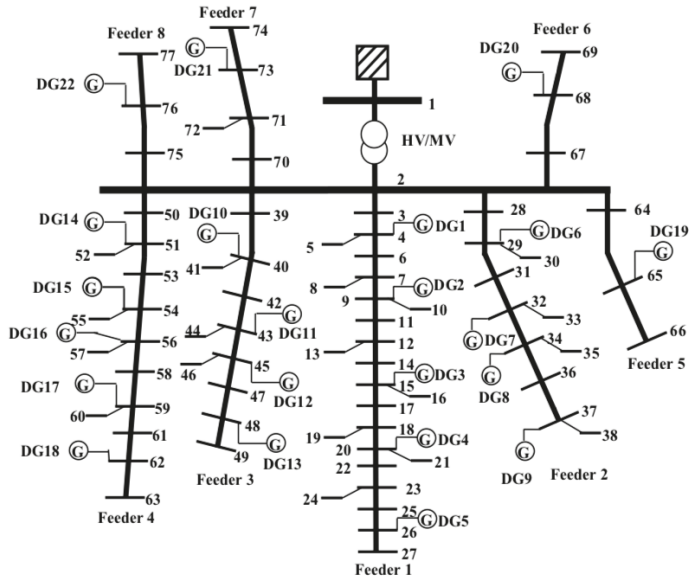 Feeder 8
77
Feeder 7
74
Feeder 6
69
G
DG21
73
DG20
G
68
DG22
G
76
1
72
71
HV/MV
75
70
67
2
50
39
3
28
64
DG14
G
51
52
DG10
G
40
41
5
4
G
DG1
29
G
DG6
30
DG19
G
65
53
6
31
DG15
G
54
55
42
8
7
9
G
DG2
10
32
33
DG16
G
56
57
44
43
G
DG11
11
G
DG7
34
35
66
Feeder 5
13
12
58
46
45
14
G
DG3
15
16
G
DG8
36
DG17
G
59
60
47
G
DG12
17
37
38
61
48
49
G
DG13
19
18
20
G
DG4
21
G
DG9
Feeder 2
DG18
G
62
Feeder 3
22
63
Feeder 4
24
23
25
G
DG5
26
27
Feeder 1